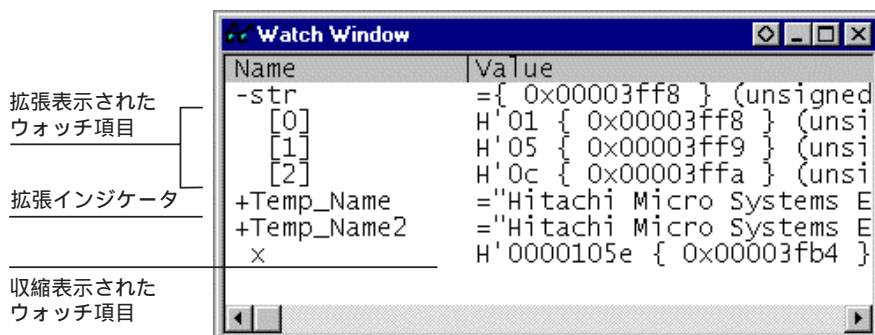 Watch Window
Name Value
-str ={ 0x00003ff8 } (unsigned
[0] H'01 { 0x00003ff8 } (unsi
[1] H'05 { 0x00003ff9 } (unsi
[2] H'0c { 0x00003ffa } (unsi
+Temp_Name ="Hitachi Micro Systems E
+Temp_Name2 ="Hitachi Micro Systems E
x H'0000105e { 0x00003fb4 }
拡張表示された
ウォッチ項目
拡張インジケータ
収縮表示された
ウォッチ項目